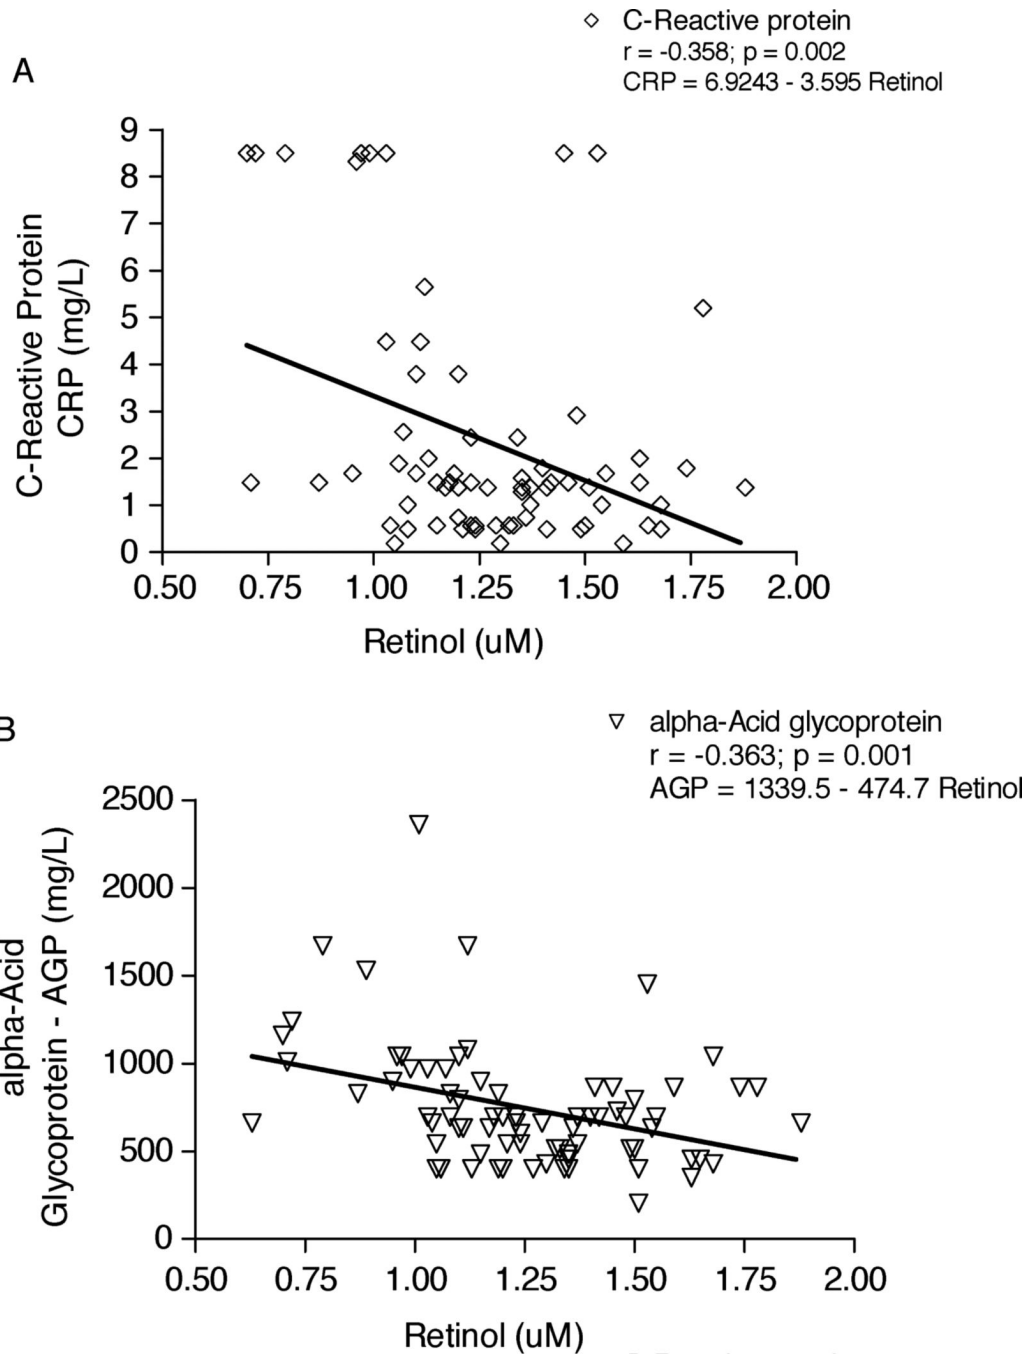 C-Reactive protein
r = -0.358; p = 0.002
CRP = 6.9243 - 3.595 Retinol
A
C-Reactive Protein
CRP (mg/L)
9
8
7
6
5
4
3
2
1
0
0.50 0.75 1.00 1.25 1.50 1.75 2.00
Retinol (uM)
B
alpha-Acid glycoprotein
r = -0.363; p = 0.001
AGP = 1339.5 - 474.7 Retinol
alpha-Acid
Glycoprotein - AGP (mg/L)
2500
2000
1500
1000
500
0
0.50 0.75 1.00 1.25 1.50 1.75 2.00
Retinol (uM)